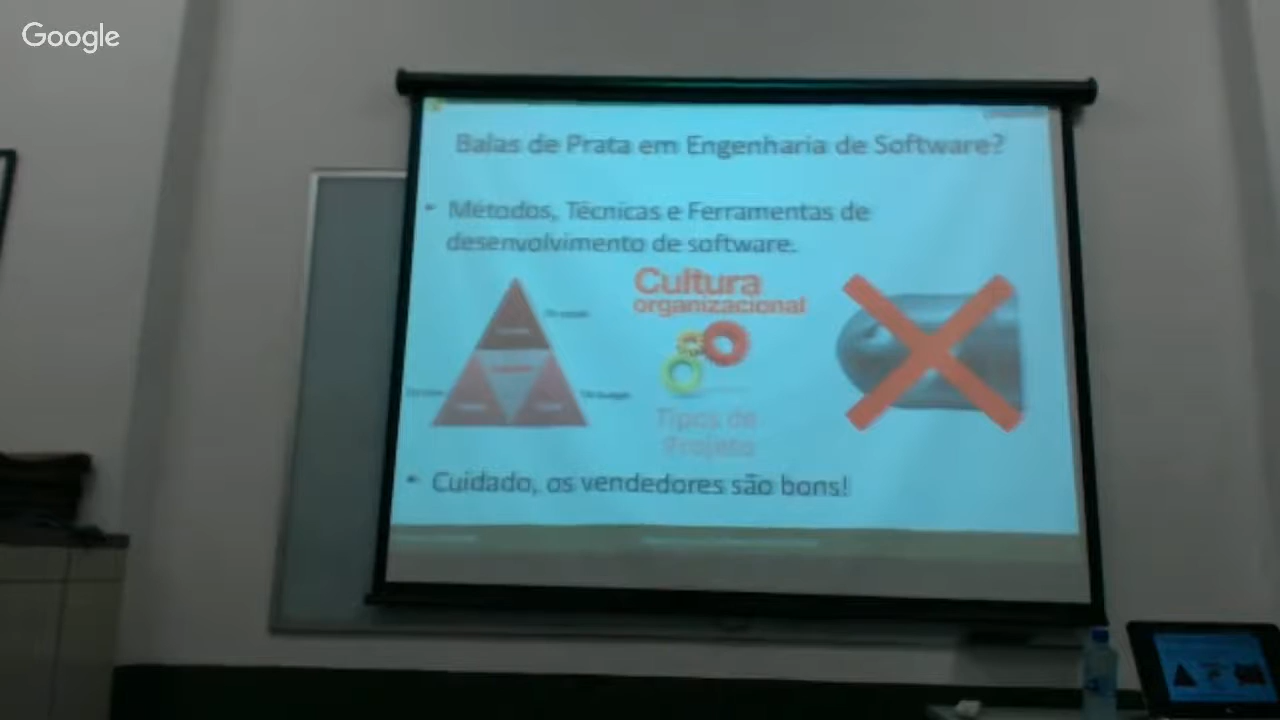 Google
Balas de Prata em Engenharia de Software?
Métodos, Técnicas e Ferramentas de
desenvolvimento de software.
Cultura
organizacional
Tipos de
Projeto
Cuidado, os vendedores são bons!